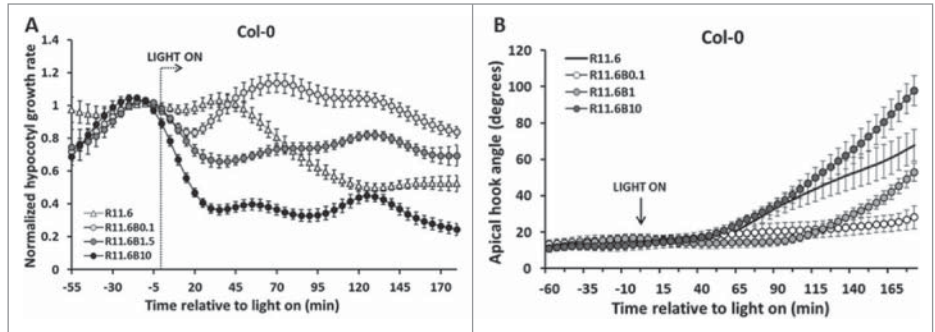 A
Col-0
LIGHT ON
Normalized hypocotyl growth rate
1.4
1.2
1
0.8
0.6
0.4
0.2
0
R11.6
R11.6B0.1
R11.6B1.5
R11.6B10
-55 -30 -5 20 45 70 95 120 145 170
Time relative to light on (min)
B
Col-0
Apical hook angle (degrees)
120
100
80
60
40
20
0
R11.6
R11.6B0.1
R11.6B1
R11.6B10
LIGHT ON
-60 -35 -10 15 40 65 90 115 140 165
Time relative to light on (min)